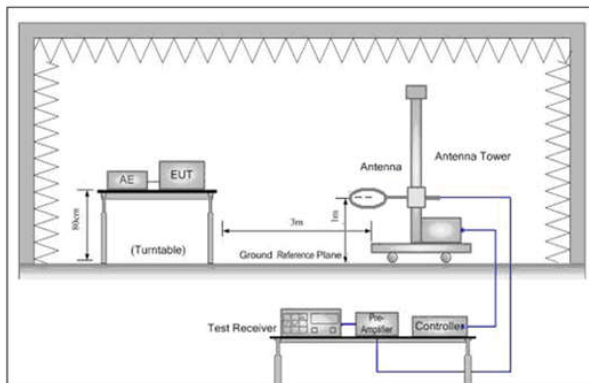 Antenna Tower
Antenna
EUT
AE
3m
1m
80cm
(Turntable)
Ground Reference Plane
Test Receiver
Pre-
Amplifier
Controller